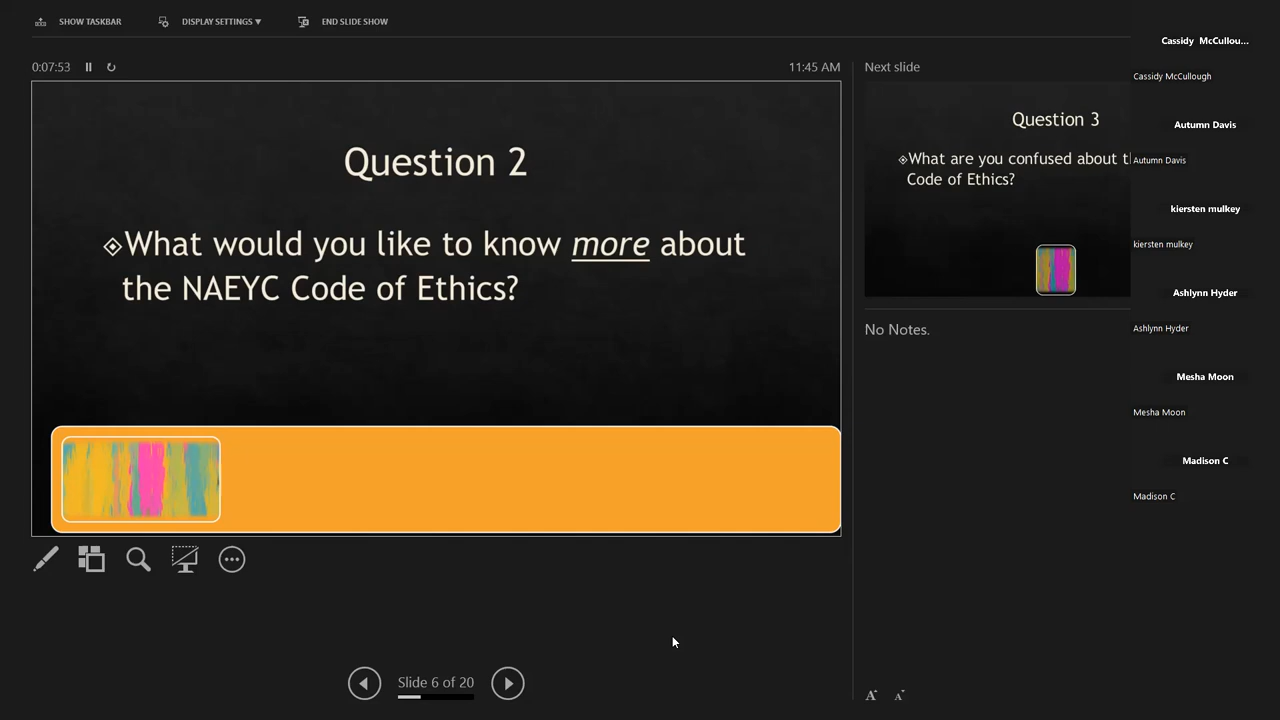 SHOW TASKBAR
DISPLAY SETTINGS ▼
END SLIDE SHOW
0:07:53
11:45 AM
Question 2
What would you like to know more about
the NAEYC Code of Ethics?
Slide 6 of 20
Next slide
Question 3
What are you confused about t
Code of Ethics?
No Notes.
A
A
Cassidy McCullou...
Cassidy McCullough
Autumn Davis
Autumn Davis
kiersten mulkey
kiersten mulkey
Ashlynn Hyder
Ashlynn Hyder
Mesha Moon
Mesha Moon
Madison C
Madison C